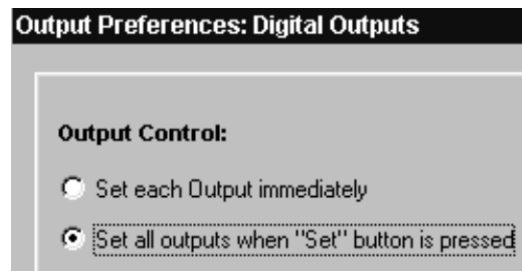 Output Preferences: Digital Outputs
Output Control:
Set each Output immediately
Set all outputs when "Set" button is pressed